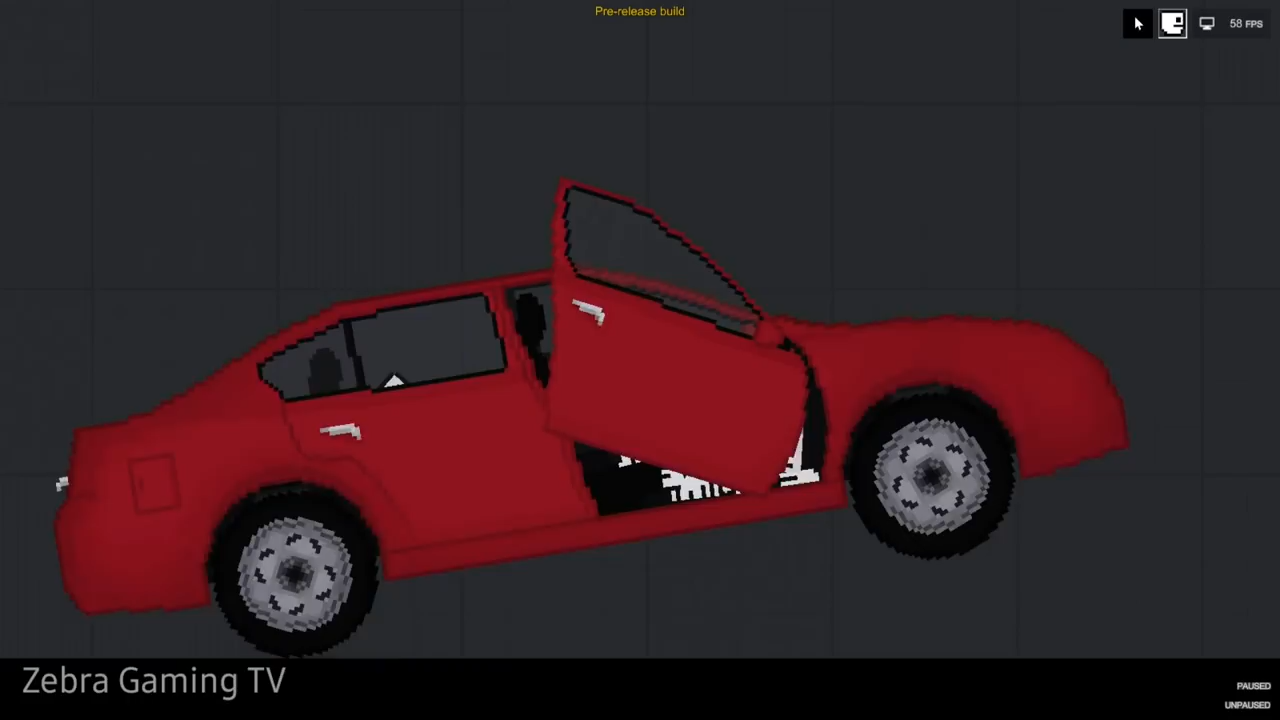 Pre-release build
58 FPS
Zebra Gaming TV
PAUSED
UNPAUSED